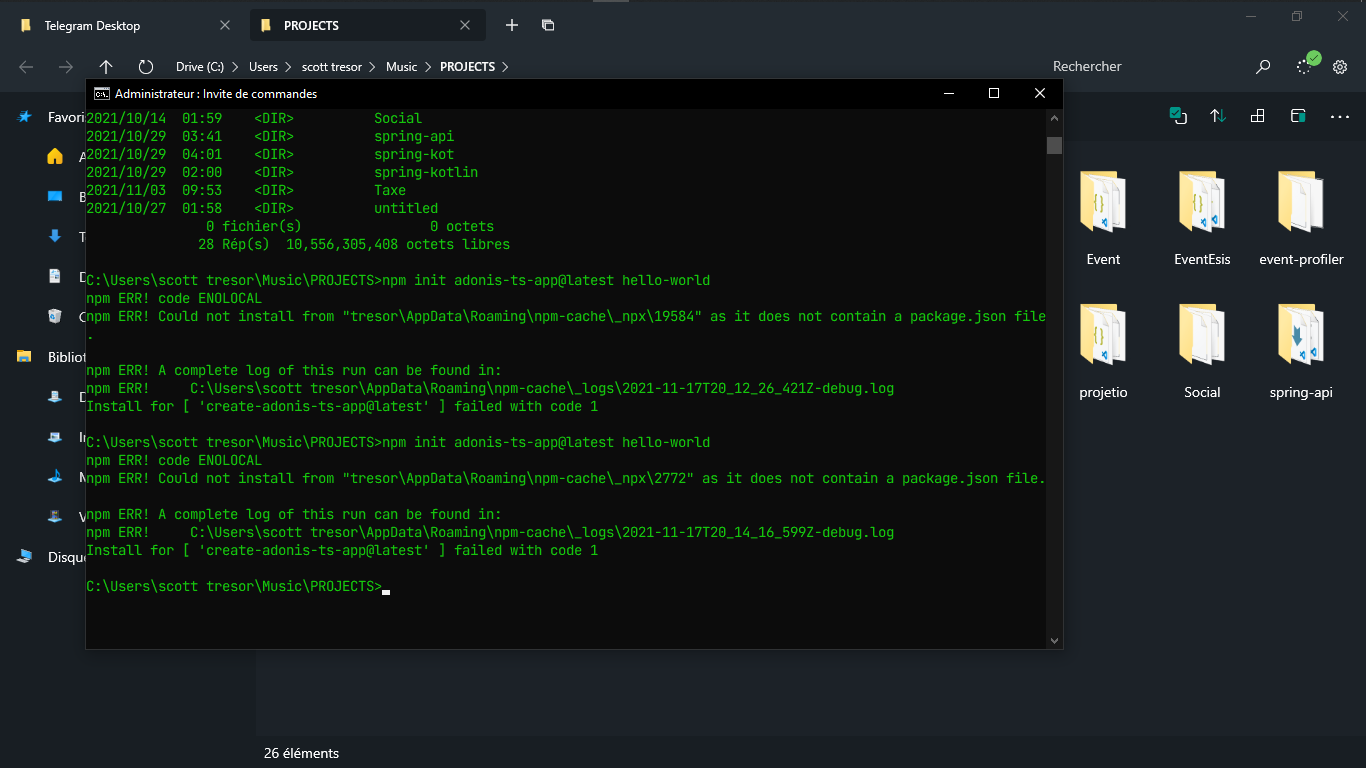 Telegram Desktop
PROJECTS
Drive (C:) > Users > scott tresor > Music > PROJECTS >
Rechercher
Administrateur : Invite de commandes
Favori
Bibliot
Disqu
2021/10/14  01:59    <DIR>          Social
2021/10/29  03:41    <DIR>          spring-api
2021/10/29  04:01    <DIR>          spring-kot
2021/10/29  02:00    <DIR>          spring-kotlin
2021/11/03  09:53    <DIR>          Taxe
2021/10/27  01:58    <DIR>          untitled
0 fichier(s)                0 octets
28 Rép(s)  10,556,305,408 octets libres
C:\Users\scott tresor\Music\PROJECTS>npm init adonis-ts-app@latest hello-world
npm ERR! code ENOLOCAL
npm ERR! Could not install from "tresor\AppData\Roaming\npm-cache\_npx\19584" as it does not contain a package.json file
.
npm ERR! A complete log of this run can be found in:
npm ERR!     C:\Users\scott tresor\AppData\Roaming\npm-cache\_logs\2021-11-17T20_12_26_421Z-debug.log
Install for [ 'create-adonis-ts-app@latest' ] failed with code 1
C:\Users\scott tresor\Music\PROJECTS>npm init adonis-ts-app@latest hello-world
npm ERR! code ENOLOCAL
npm ERR! Could not install from "tresor\AppData\Roaming\npm-cache\_npx\2772" as it does not contain a package.json file.
npm ERR! A complete log of this run can be found in:
npm ERR!     C:\Users\scott tresor\AppData\Roaming\npm-cache\_logs\2021-11-17T20_14_16_599Z-debug.log
Install for [ 'create-adonis-ts-app@latest' ] failed with code 1
C:\Users\scott tresor\Music\PROJECTS>
Event
EventEsis
event-profiler
projetio
Social
spring-api
26 éléments